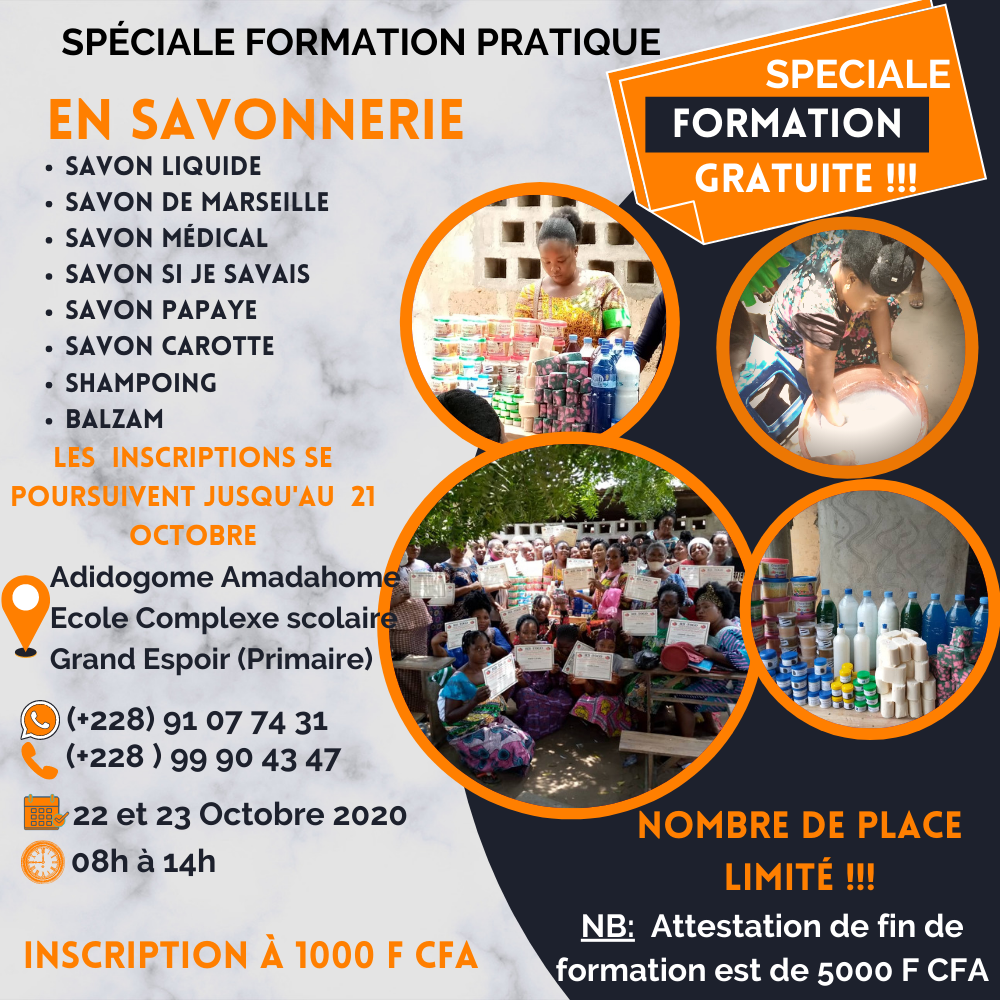 SPÉCIALE FORMATION PRATIQUE
EN SAVONNERIE
• SAVON LIQUIDE
• SAVON DE MARSEILLE
• SAVON MÉDICAL
• SAVON SI JE SAVAIS
• SAVON PAPAYE
• SAVON CAROTTE
• SHAMPOING
• BALZAM
LES INSCRIPTIONS SE
POURSUIVENT JUSQU'AU 21
OCTOBRE
Adidogome Amadahome
Ecole Complexe scolaire
Grand Espoir (Primaire)
(+228) 91 07 74 31
(+228 ) 99 90 43 47
22 et 23 Octobre 2020
08h à 14h
INSCRIPTION À 1000 F CFA
SPECIALE
FORMATION
GRATUITE !!!
NOMBRE DE PLACE
LIMITÉ !!!
NB: Attestation de fin de
formation est de 5000 F CFA